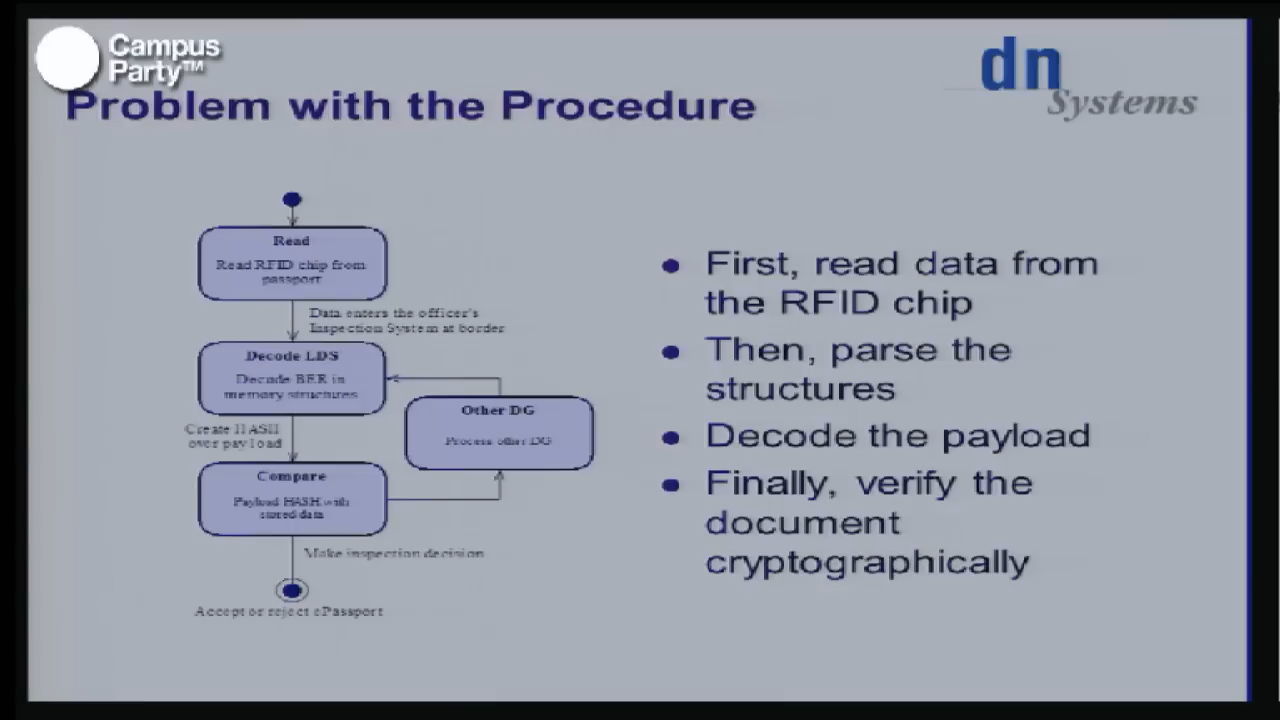 Campus
Party™
dn
Systems
Problem with the Procedure
Read
Read RFID chip from
passport
Data enters the officer's
Inspection System at border
Decode LDS
Decode BER in
memory structures
Other DG
Process other DG
Create HASH
over payload
Compare
Payload HASH with
stored data
Make inspection decision
Accept or reject ePassport
First, read data from
the RFID chip
Then, parse the
structures
Decode the payload
Finally, verify the
document
cryptographically